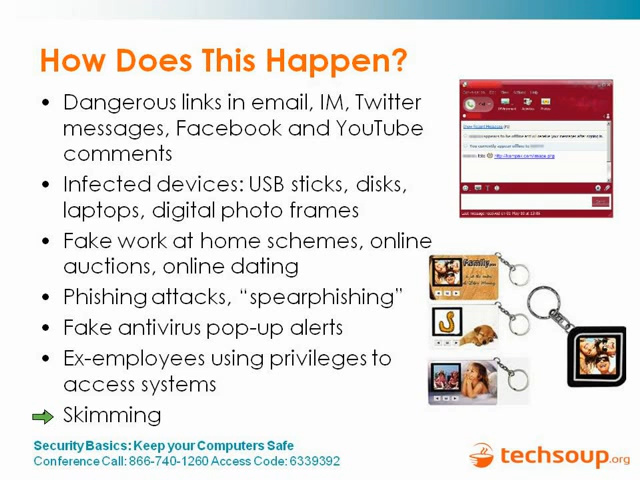 How Does This Happen?
• Dangerous links in email, IM, Twitter
messages, Facebook and YouTube
comments
• Infected devices: USB sticks, disks,
laptops, digital photo frames
• Fake work at home schemes, online
auctions, online dating
• Phishing attacks, “spearphishing”
• Fake antivirus pop-up alerts
• Ex-employees using privileges to
access systems
Skimming
Family
Security Basics: Keep your Computers Safe
Conference Call: 866-740-1260 Access Code: 6339392
techsoup.org